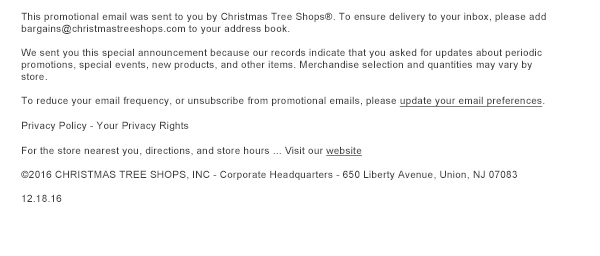 This promotional email was sent to you by Christmas Tree Shops®. To ensure delivery to your inbox, please add
bargains@christmastreeshops.com to your address book.
We sent you this special announcement because our records indicate that you asked for updates about periodic
promotions, special events, new products, and other items. Merchandise selection and quantities may vary by
store.
To reduce your email frequency, or unsubscribe from promotional emails, please update your email preferences.
Privacy Policy - Your Privacy Rights
For the store nearest you, directions, and store hours ... Visit our website
©2016 CHRISTMAS TREE SHOPS, INC - Corporate Headquarters - 650 Liberty Avenue, Union, NJ 07083
12.18.16